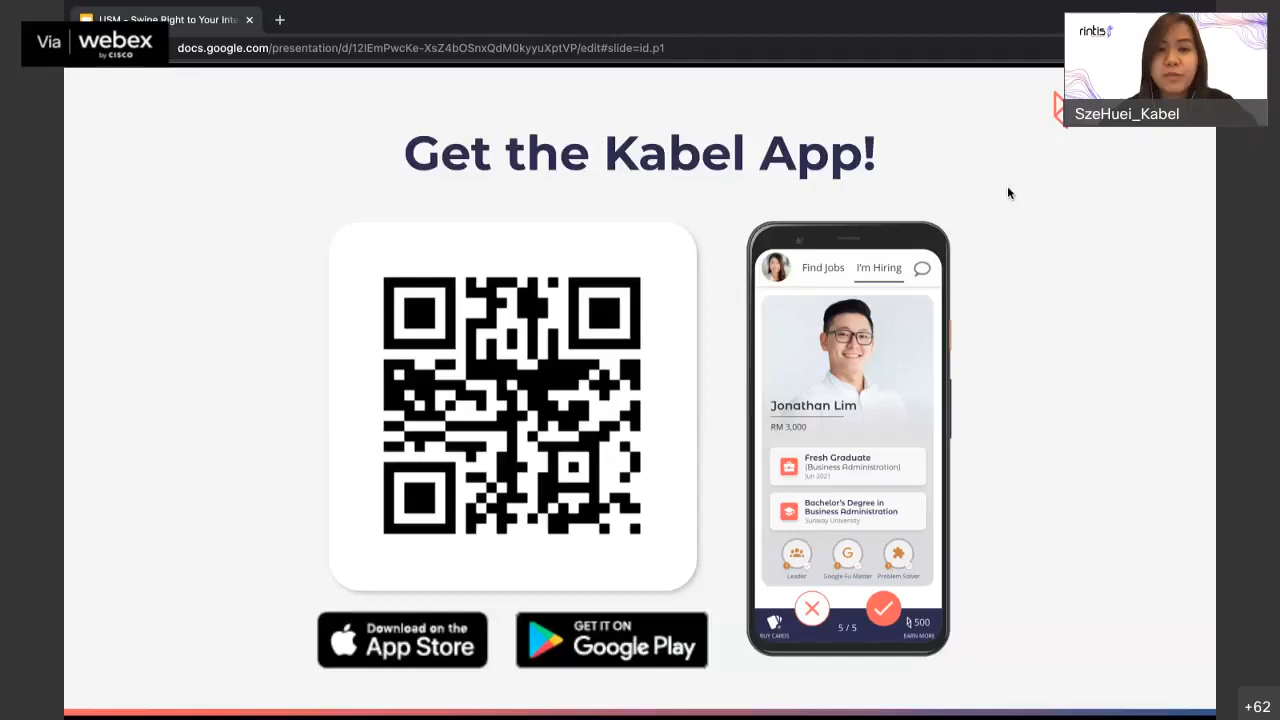 USM - Swipe Right to Your Inte
Via webex
by CISCO
docs.google.com/presentation/d/12lEmPwcKe-XsZ4bOSnxQdM0kyyuXptVP/edit#slide=id.p1
rintis
SzeHuei_Kabel
Get the Kabel App!
Find Jobs I'm Hiring
Jonathan Lim
RM 3,000
Fresh Graduate
(Business Administration)
Jun 2021
Bachelor's Degree in
Business Administration
Sunway University
Leader Google Fu Master Problem Solver
BUY CARDS 5 / 5 500 EARN MORE
Download on the
App Store
GET IT ON
Google Play
+62